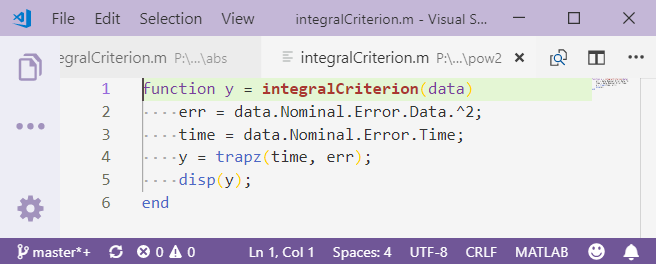 File Edit Selection View integralCriterion.m - Visual S...
egralCriterion.m P:\...\abs integralCriterion.m P:\...\pow2
1 function y = integralCriterion(data)
2 ····err = data.Nominal.Error.Data.^2;
3 ····time = data.Nominal.Error.Time;
4 ····y = trapz(time, err);
5 ····disp(y);
6 end
master*+ 0 0 Ln 1, Col 1 Spaces: 4 UTF-8 CRLF MATLAB